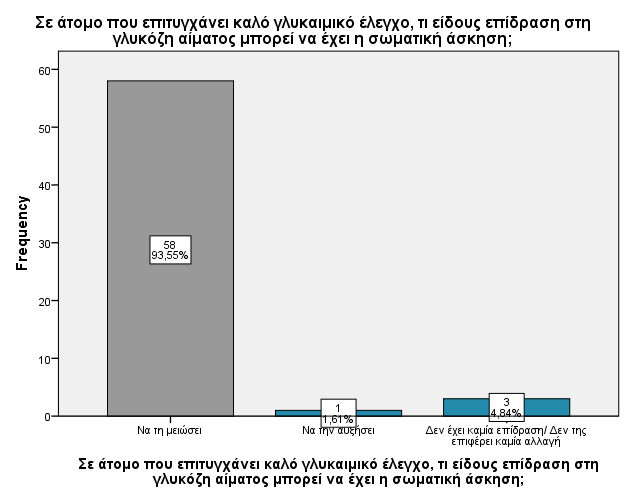 Σε άτομο που επιτυγχάνει καλό γλυκαιμικό έλεγχο, τι είδους επίδραση στη
γλυκόζη αίματος μπορεί να έχει η σωματική άσκηση;
60
50
40
30
20
10
0
Frequency
58
93,55%
1
1,61%
3
4,84%
Να τη μειώσει
Να την αυξήσει
Δεν έχει καμία επίδραση/ Δεν της
επιφέρει καμία αλλαγή
Σε άτομο που επιτυγχάνει καλό γλυκαιμικό έλεγχο, τι είδους επίδραση στη
γλυκόζη αίματος μπορεί να έχει η σωματική άσκηση;